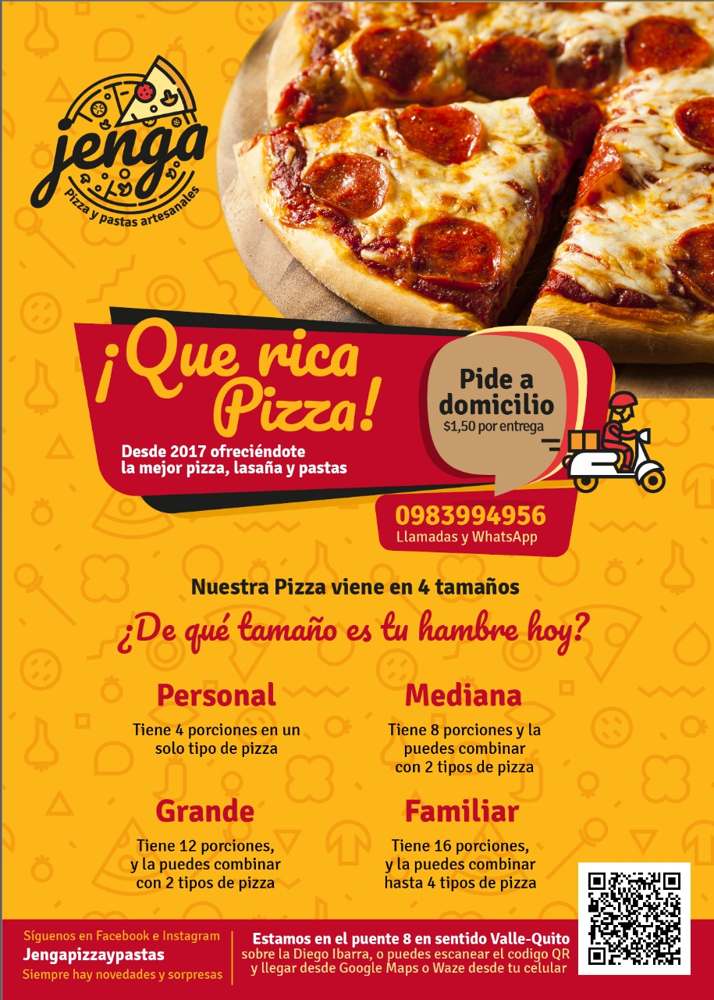 jenga
pizza y pastas artesanales
¡Que rica
Pizza!
Desde 2017 ofreciéndote
la mejor pizza, lasaña y pastas
Pide a
domicilio
$1,50 por entrega
0983994956
Llamadas y WhatsApp
Nuestra Pizza viene en 4 tamaños
¿De qué tamaño es tu hambre hoy?
Personal
Tiene 4 porciones en un
solo tipo de pizza
Mediana
Tiene 8 porciones y la
puedes combinar
con 2 tipos de pizza
Grande
Tiene 12 porciones,
y la puedes combinar
con 2 tipos de pizza
Familiar
Tiene 16 porciones,
y la puedes combinar
hasta 4 tipos de pizza
Síguenos en Facebook e Instagram
Jengapizzaypastas
Siempre hay novedades y sorpresas
Estamos en el puente 8 en sentido Valle-Quito
sobre la Diego Ibarra, o puedes escanear el codigo QR
y llegar desde Google Maps o Waze desde tu celular